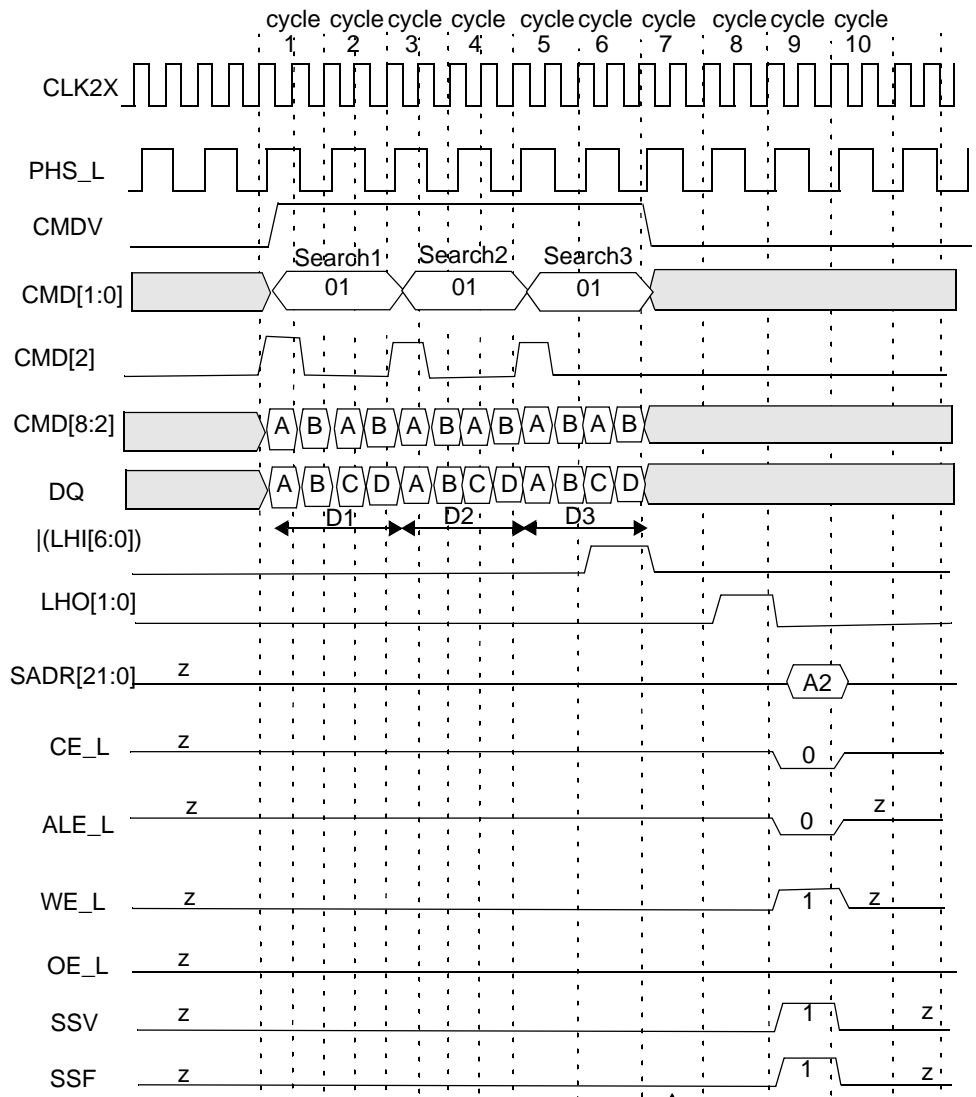 cycle cycle cycle cycle cycle cycle cycle cycle cycle cycle
1 2 3 4 5 6 7 8 9 10
CLK2X
PHS_L
CMDV
Search1 Search2 Search3
CMD[1:0] 01 01 01
CMD[2]
CMD[8:2] A B A B A B A B A B A B
DQ A B C D A B C D A B C D
D1 D2 D3
|(LHI[6:0])
LHO[1:0]
SADR[21:0] z A2
CE_L z 0
ALE_L z 0 z
WE_L z 1 z
OE_L z
SSV z 1 z
SSF z 1 z